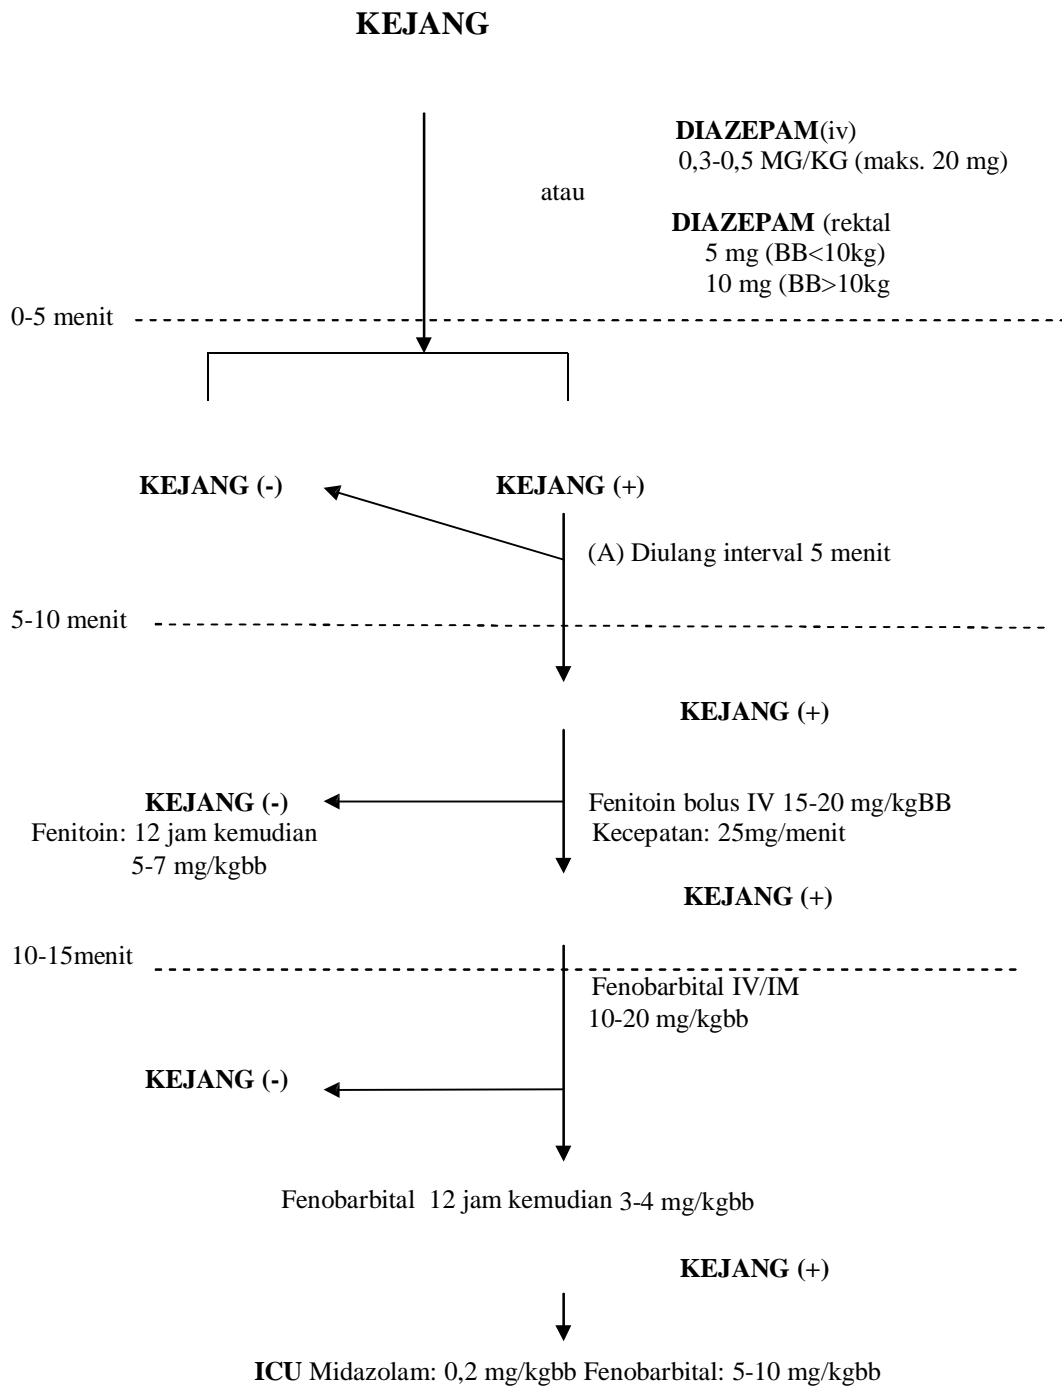 KEJANG
DIAZEPAM(iv)
0,3-0,5 MG/KG (maks. 20 mg)
atau
DIAZEPAM (rektal
5 mg (BB<10kg)
10 mg (BB>10kg
0-5 menit
KEJANG (-) KEJANG (+)
(A) Diulang interval 5 menit
5-10 menit
KEJANG (+)
KEJANG (-) Fenitoin bolus IV 15-20 mg/kgBB
Fenitoin: 12 jam kemudian Kecepatan: 25mg/menit
5-7 mg/kgbb
KEJANG (+)
10-15menit
Fenobarbital IV/IM
10-20 mg/kgbb
KEJANG (-)
Fenobarbital 12 jam kemudian 3-4 mg/kgbb
KEJANG (+)
ICU Midazolam: 0,2 mg/kgbb Fenobarbital: 5-10 mg/kgbb